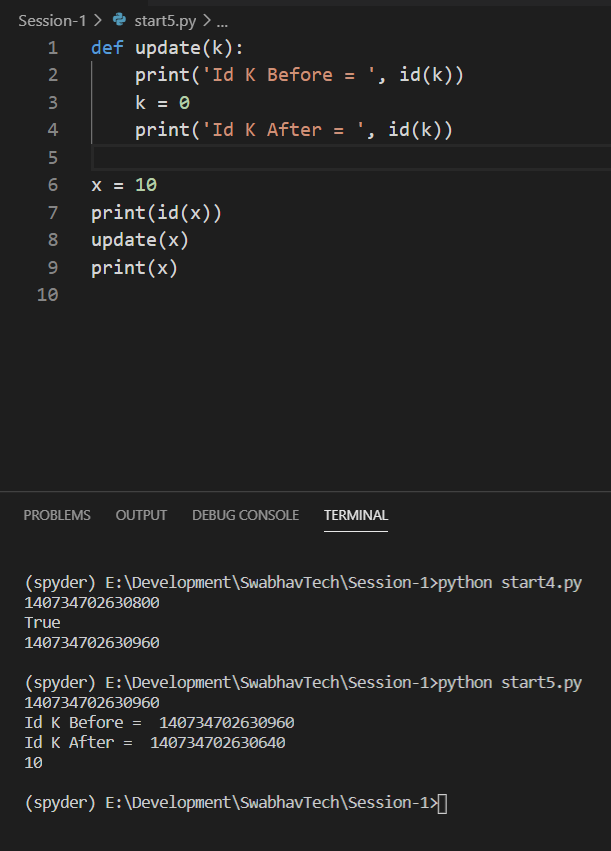 Session-1 > start5.py > ...
1 def update(k):
2     print('Id K Before = ', id(k))
3     k = 0
4     print('Id K After = ', id(k))
5
6 x = 10
7 print(id(x))
8 update(x)
9 print(x)
10
PROBLEMS OUTPUT DEBUG CONSOLE TERMINAL
(spyder) E:\Development\SwabhavTech\Session-1>python start4.py
140734702630800
True
140734702630960
(spyder) E:\Development\SwabhavTech\Session-1>python start5.py
140734702630960
Id K Before =  140734702630960
Id K After =  140734702630640
10
(spyder) E:\Development\SwabhavTech\Session-1>